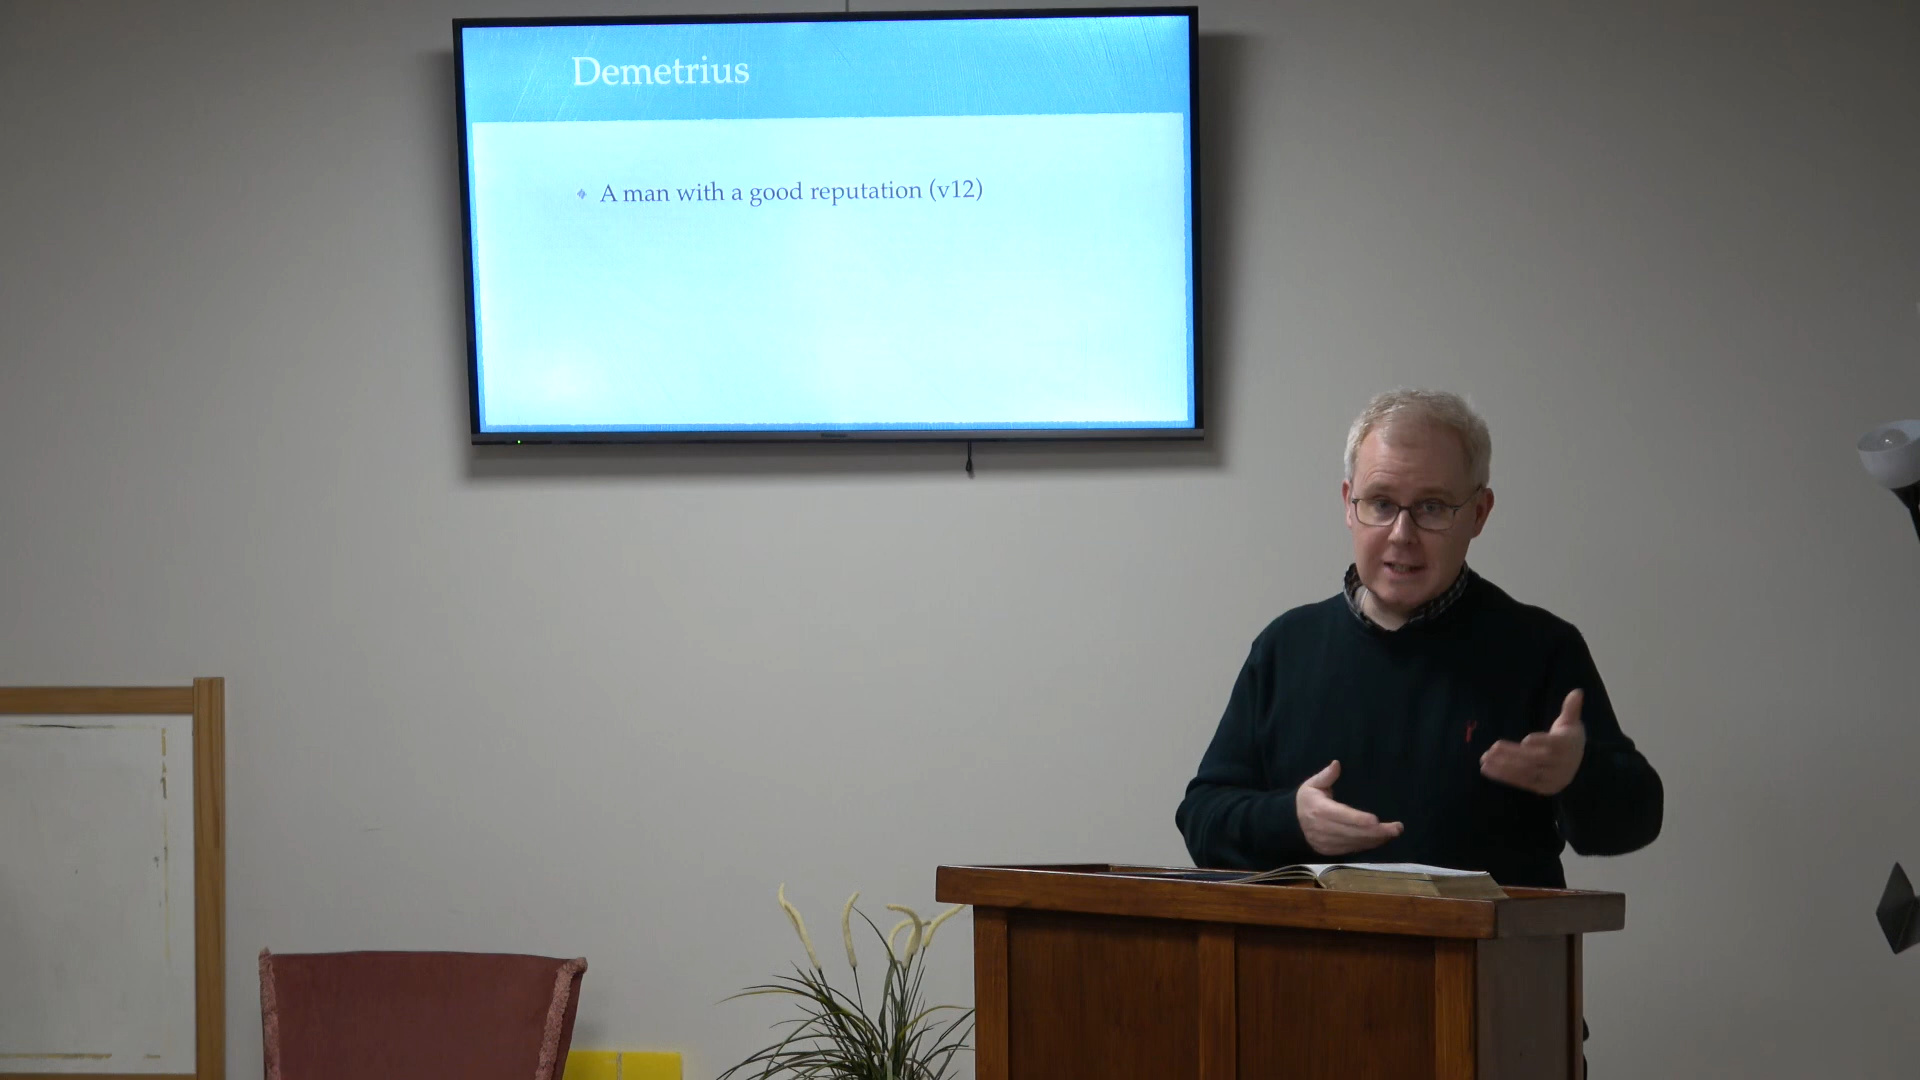 Demetrius
A man with a good reputation (v12)